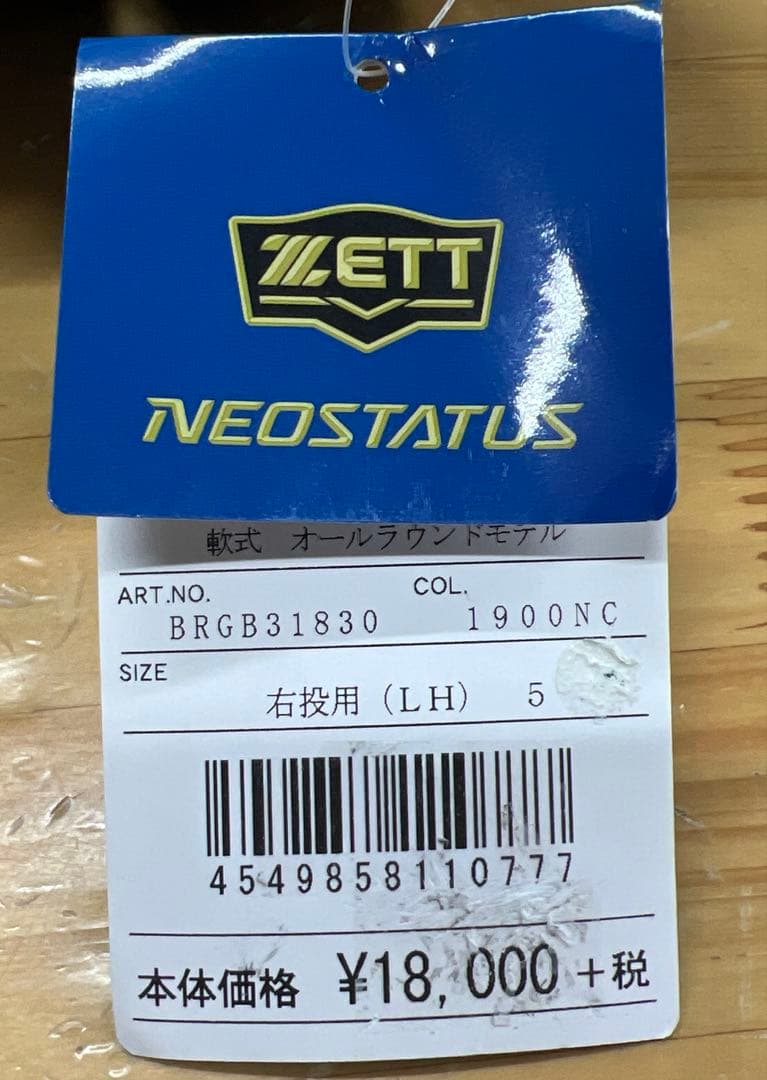 ZETT
NEOSTATUS
軟式 オールラウンドモデル
ART.NO. COL.
BRGB31830 1900NC
SIZE
右投用(LH) 5
4549858110777
本体価格 ¥18,000+税